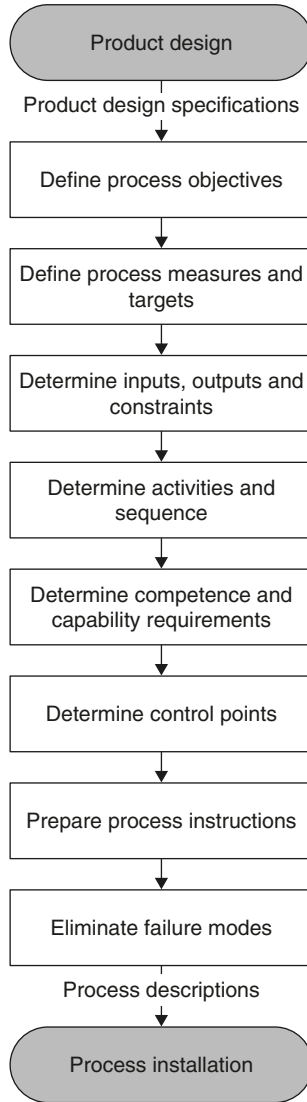 Product design
Product design specifications
Define process objectives
Define process measures and
targets
Determine inputs, outputs and
constraints
Determine activities and
sequence
Determine competence and
capability requirements
Determine control points
Prepare process instructions
Eliminate failure modes
Process descriptions
Process installation